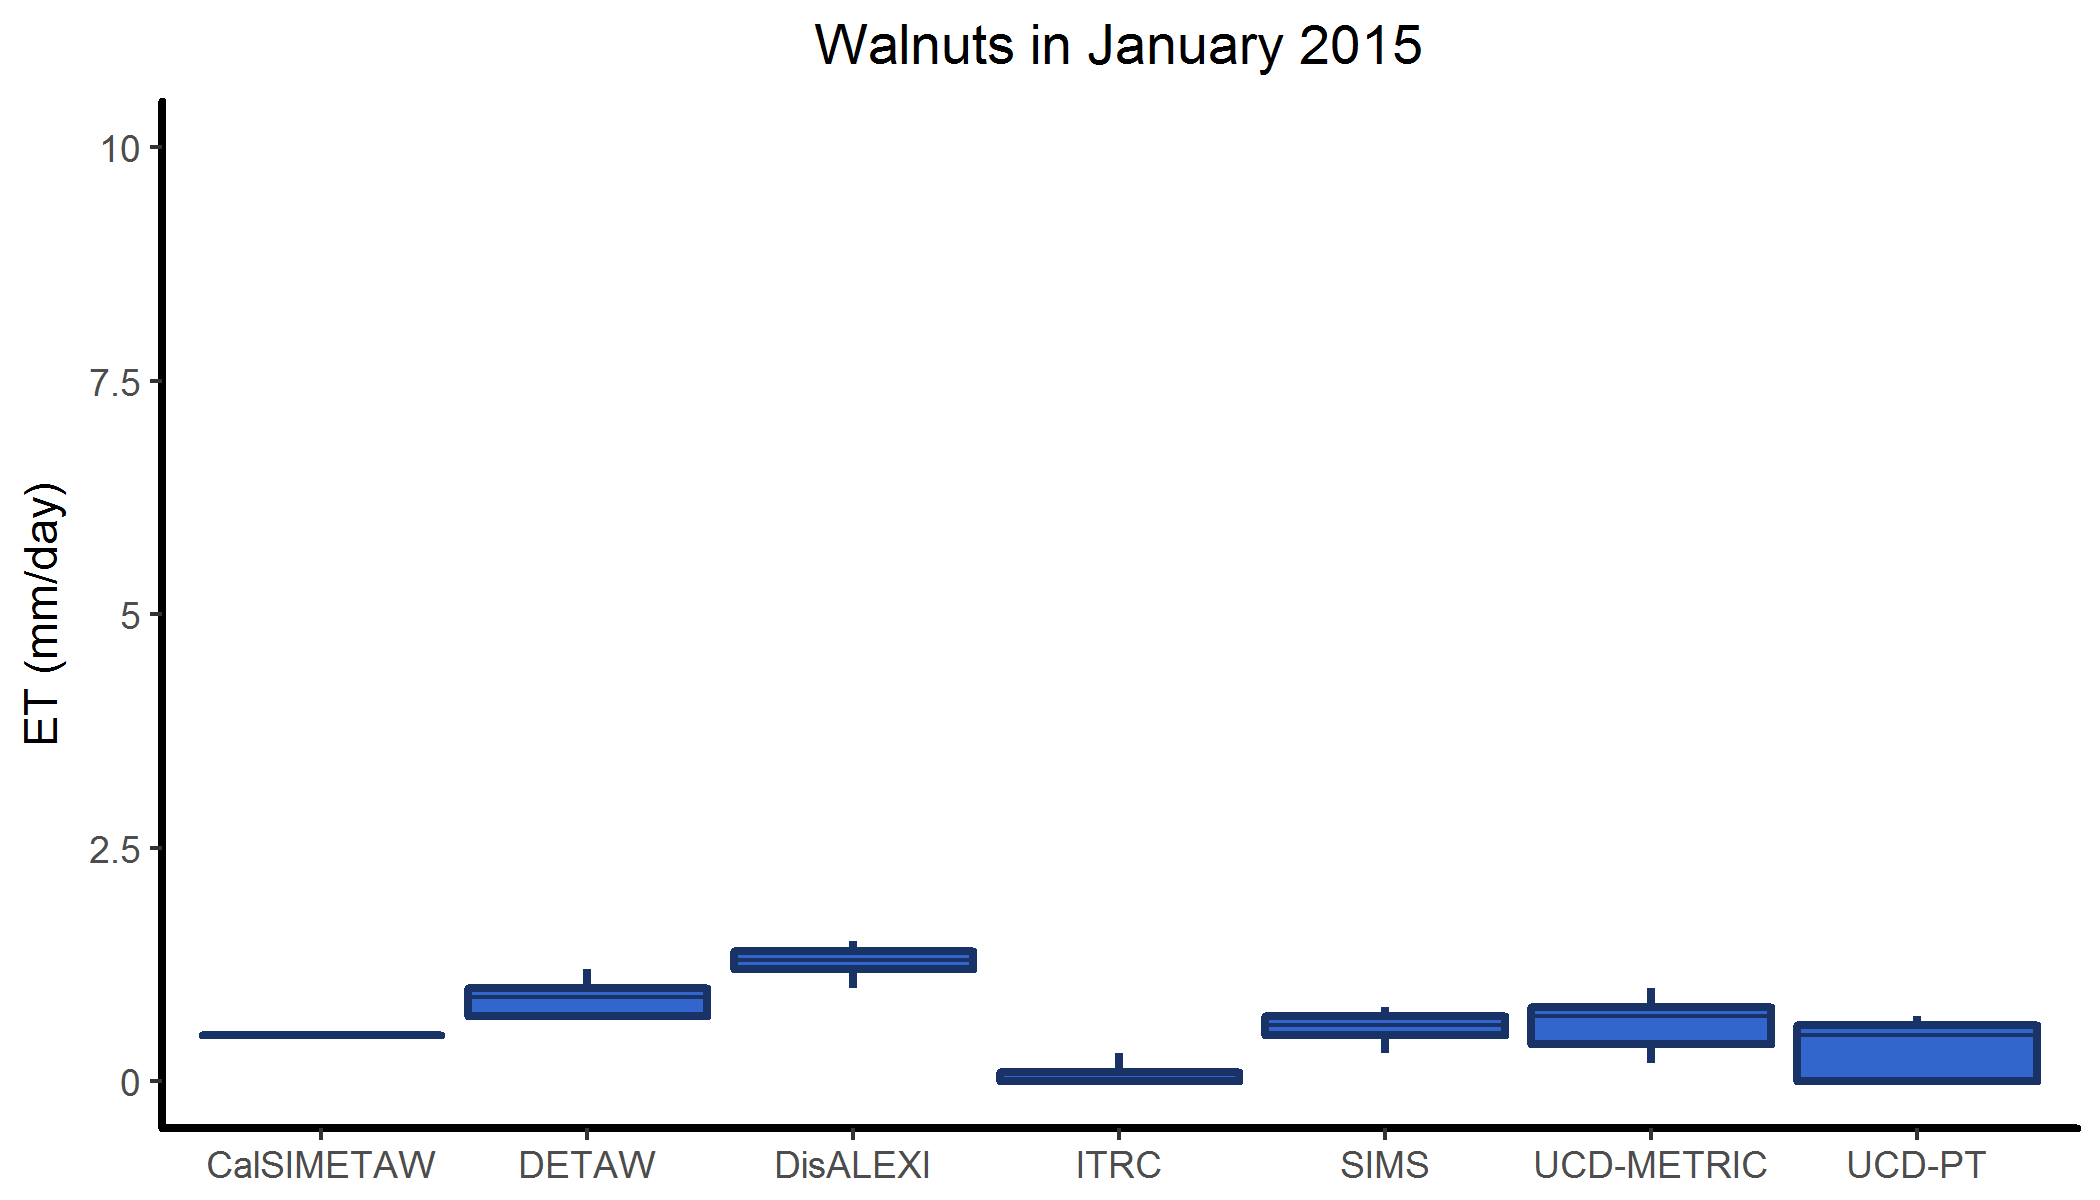 Walnuts in January 2015
ET (mm/day)
10
7.5
5
2.5
0
CalSIMETAW DETAW DisALEXI ITRC SIMS UCD-METRIC UCD-PT